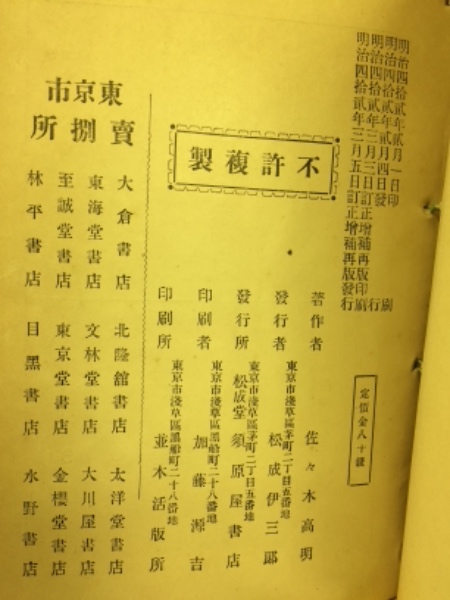 明治四拾貳年貳月一日印刷
明治四拾貳年貳月四日發行
明治四拾貳年三月三日訂正增補再版印刷
明治四拾貳年三月五日訂正增補再版發行
定價金八十錢
不許複製
著作者 佐々木高明
東京市淺草區茅町二丁目五番地
發行者 松成伊三郎
東京市淺草區茅町二丁目五番地
發行所 松成堂 須原屋書店
東京市淺草區黑船町二十八番地
印刷者 加藤源吉
東京市淺草區黑船町二十八番地
印刷所 並木活版所
東京市
賣捌所
大倉書店 北隆館書店 太洋堂書店
東海堂書店 文林堂書店 大川屋書店
至誠堂書店 東京堂書店 金櫻堂書店
林平書店 目黑書店 水野書店